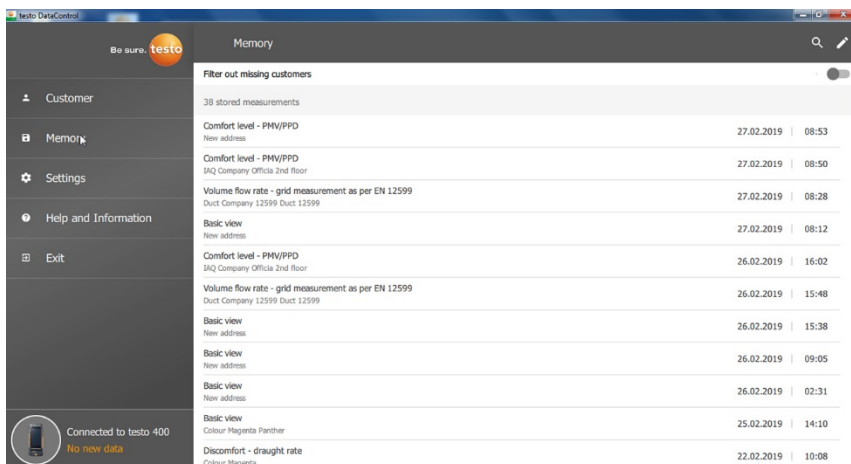 testo DataControl
Be sure. testo
Memory
Customer
Memory
Settings
Help and Information
Exit
Connected to testo 400
No new data
Filter out missing customers
38 stored measurements
Comfort level - PMV/PPD
New address
27.02.2019 | 08:53
Comfort level - PMV/PPD
IAQ Company Officia 2nd floor
27.02.2019 | 08:50
Volume flow rate - grid measurement as per EN 12599
Duct Company 12599 Duct 12599
27.02.2019 | 08:28
Basic view
New address
27.02.2019 | 08:12
Comfort level - PMV/PPD
IAQ Company Officia 2nd floor
26.02.2019 | 16:02
Volume flow rate - grid measurement as per EN 12599
Duct Company 12599 Duct 12599
26.02.2019 | 15:48
Basic view
New address
26.02.2019 | 15:38
Basic view
New address
26.02.2019 | 09:05
Basic view
New address
26.02.2019 | 02:31
Basic view
Colour Magenta Panther
25.02.2019 | 14:10
Discomfort - draught rate
Colour Magenta
22.02.2019 | 10:08